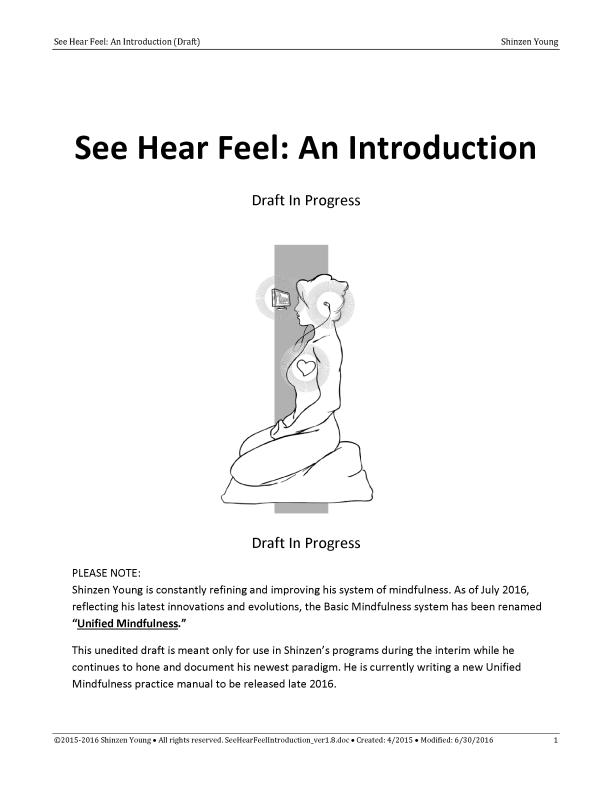 See Hear Feel: An Introduction (Draft) Shinzen Young
See Hear Feel: An Introduction
Draft In Progress
Draft In Progress
PLEASE NOTE:
Shinzen Young is constantly refining and improving his system of mindfulness. As of July 2016,
reflecting his latest innovations and evolutions, the Basic Mindfulness system has been renamed
“Unified Mindfulness.”
This unedited draft is meant only for use in Shinzen’s programs during the interim while he
continues to hone and document his newest paradigm. He is currently writing a new Unified
Mindfulness practice manual to be released late 2016.
©2015-2016 Shinzen Young • All rights reserved. SeeHearFeelIntroduction_ver1.8.doc • Created: 4/2015 • Modified: 6/30/2016 1